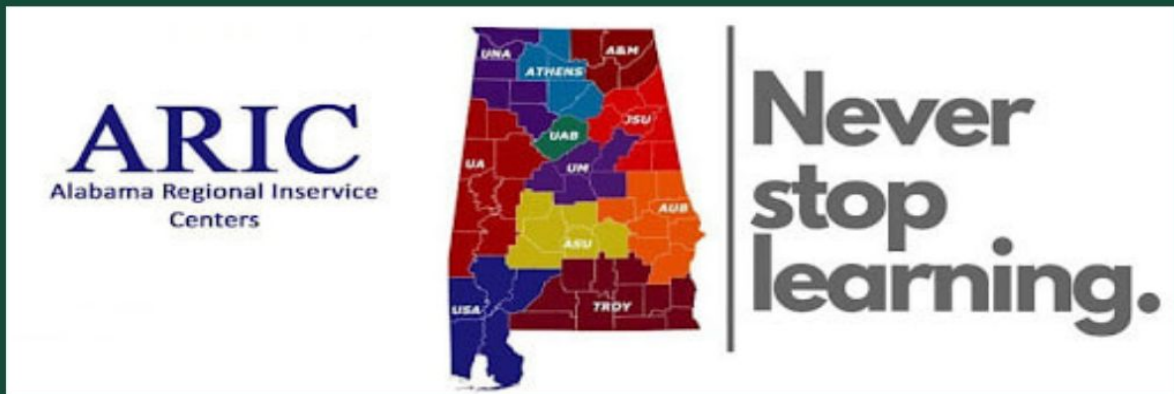 ARIC
Alabama Regional Inservice
Centers
UNA
A&M
ATHENS
JSU
UAB
UA
UM
AUB
ASU
USA
TROY
Never
stop
learning.